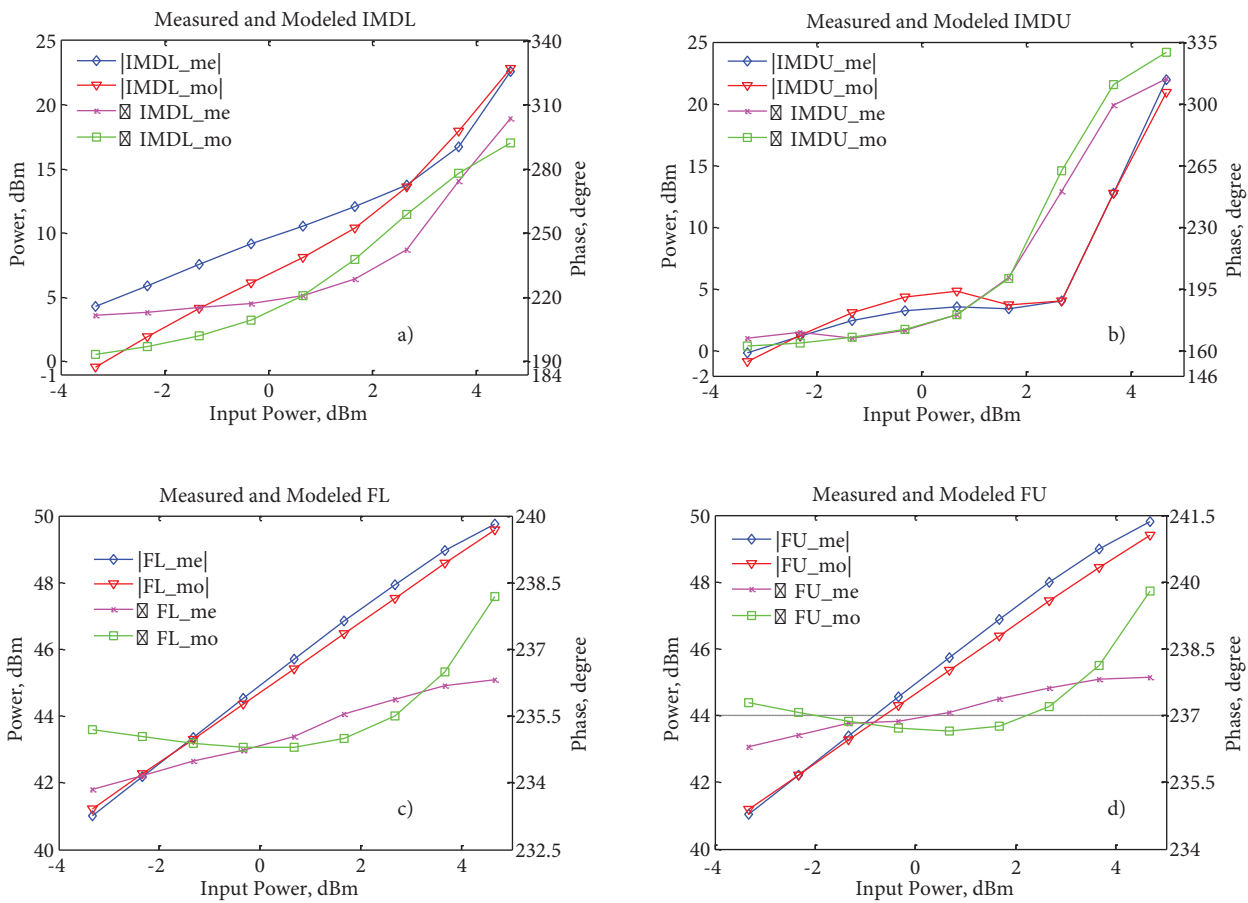 Measured and Modeled IMDL
25
20
15
10
5
0
-1
Power, dBm
|IMDL_me|
|IMDL_mo|
IMDL_me
IMDL_mo
a)
340
310
280
250
220
190
184
Phase, degree
-4 -2 0 2 4
Input Power, dBm
Measured and Modeled IMDU
25
20
15
10
5
0
-2
Power, dBm
|IMDU_me|
|IMDU_mo|
IMDU_me
IMDU_mo
b)
335
300
265
230
195
160
146
Phase, degree
-4 -2 0 2 4
Input Power, dBm
Measured and Modeled FL
50
48
46
44
42
40
Power, dBm
|FL_me|
|FL_mo|
FL_me
FL_mo
c)
240
238.5
237
235.5
234
232.5
Phase, degree
-4 -2 0 2 4
Input Power, dBm
Measured and Modeled FU
50
48
46
44
42
40
Power, dBm
|FU_me|
|FU_mo|
FU_me
FU_mo
d)
241.5
240
238.5
237
235.5
234
Phase, degree
-4 -2 0 2 4
Input Power, dBm